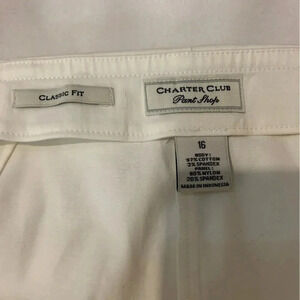 CLASSIC FIT
CHARTER CLUB
Pant Shop
16
BODY:
97% COTTON
3% SPANDEX
PANEL:
80% NYLON
20% SPANDEX
MADE IN INDONESIA